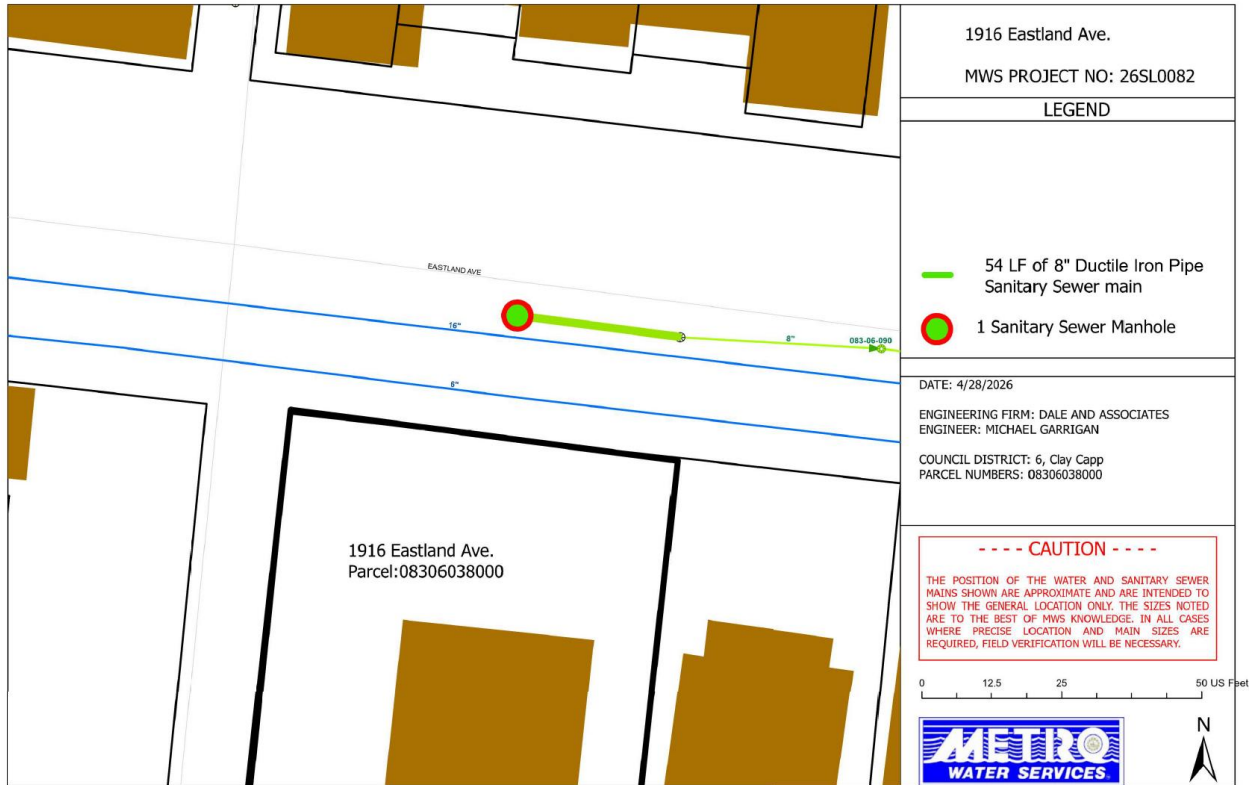 EASTLAND AVE
16"
8"
083-06-090
6"
1916 Eastland Ave.
Parcel:08306038000
1916 Eastland Ave.
MWS PROJECT NO: 26SL0082
LEGEND
54 LF of 8" Ductile Iron Pipe
Sanitary Sewer main
1 Sanitary Sewer Manhole
DATE: 4/28/2026
ENGINEERING FIRM: DALE AND ASSOCIATES
ENGINEER: MICHAEL GARRIGAN
COUNCIL DISTRICT: 6, Clay Capp
PARCEL NUMBERS: 08306038000
- - - - CAUTION - - - -
THE POSITION OF THE WATER AND SANITARY SEWER
MAINS SHOWN ARE APPROXIMATE AND ARE INTENDED TO
SHOW THE GENERAL LOCATION ONLY. THE SIZES NOTED
ARE TO THE BEST OF MWS KNOWLEDGE. IN ALL CASES
WHERE PRECISE LOCATION AND MAIN SIZES ARE
REQUIRED, FIELD VERIFICATION WILL BE NECESSARY.
0 12.5 25 50 US Feet
METRO
WATER SERVICES
N